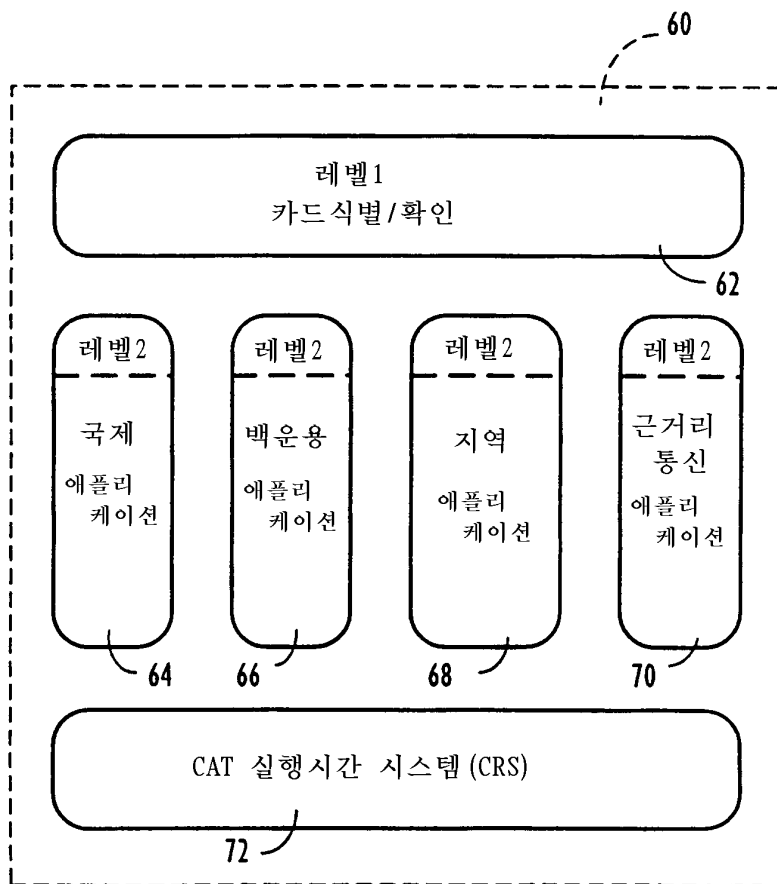 60
레벨1
카드식별/확인
62
레벨2
국제
애플리
케이션
64
레벨2
백운용
애플리
케이션
66
레벨2
지역
애플리
케이션
68
레벨2
근거리
통신
애플리
케이션
70
CAT 실행시간 시스템(CRS)
72